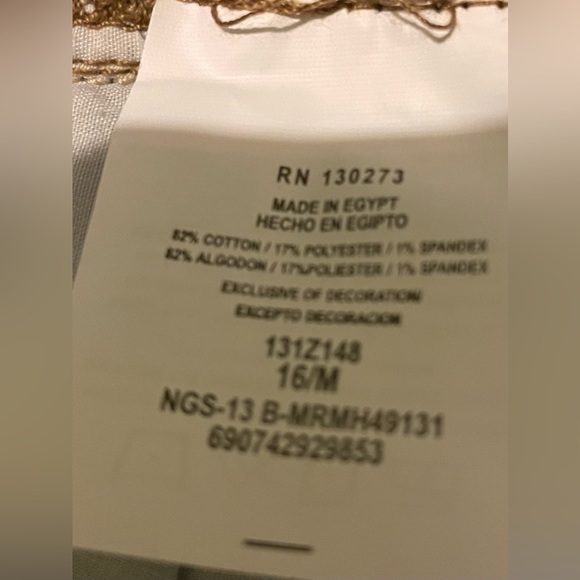 RN 130273
MADE IN EGYPT
HECHO EN EGIPTO
82% COTTON / 17% POLYESTER / 1% SPANDEX
82% ALGODON / 17%POLIESTER / 1% SPANDEX
EXCLUSIVE OF DECORATION
EXCEPTO DECORACION
131Z148
16/M
NGS-13 B-MRMH49131
690742929853